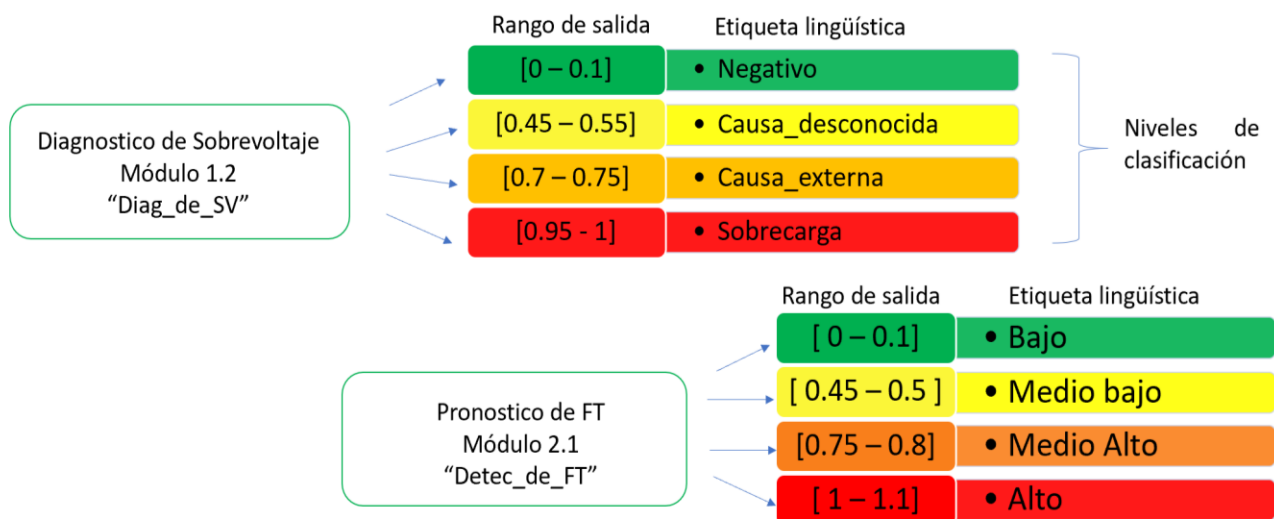 Rango de salida Etiqueta lingüística
Diagnostico de Sobrevoltaje
Módulo 1.2
“Diag_de_SV”
[0 – 0.1] • Negativo
[0.45 – 0.55] • Causa_desconocida
[0.7 – 0.75] • Causa_externa
[0.95 - 1] • Sobrecarga
Niveles de
clasificación
Rango de salida Etiqueta lingüística
Pronostico de FT
Módulo 2.1
“Detec_de_FT”
[ 0 – 0.1] • Bajo
[ 0.45 – 0.5 ] • Medio bajo
[0.75 – 0.8] • Medio Alto
[ 1 – 1.1] • Alto